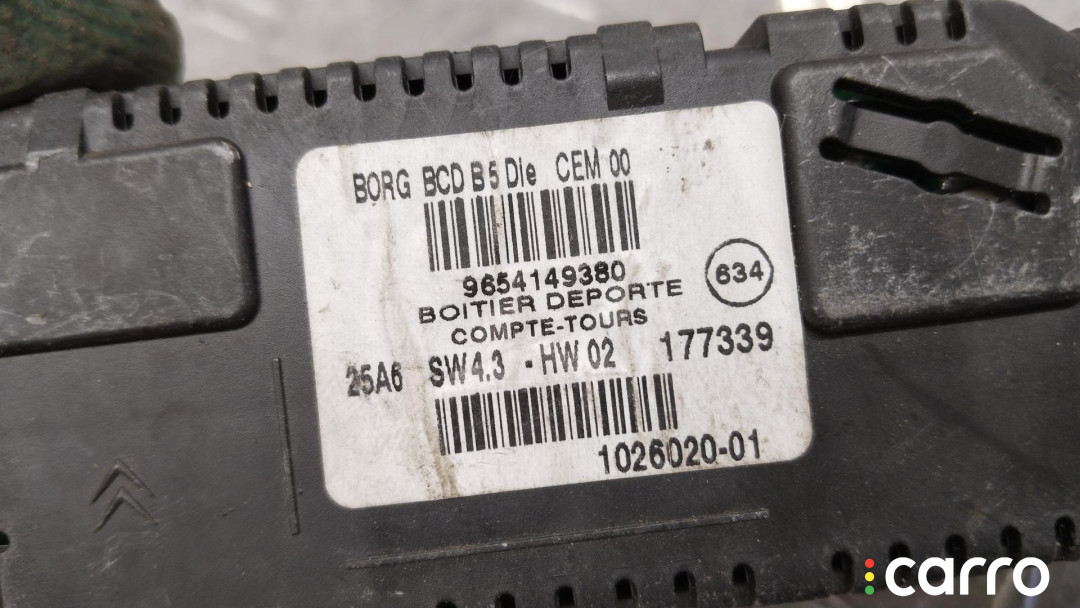 BORG BCD B5 Die CEM 00
9654149380
BOITIER DEPORTE
COMPTE-TOURS
634
25A6 SW4.3 - HW 02 177339
1026020-01
carro